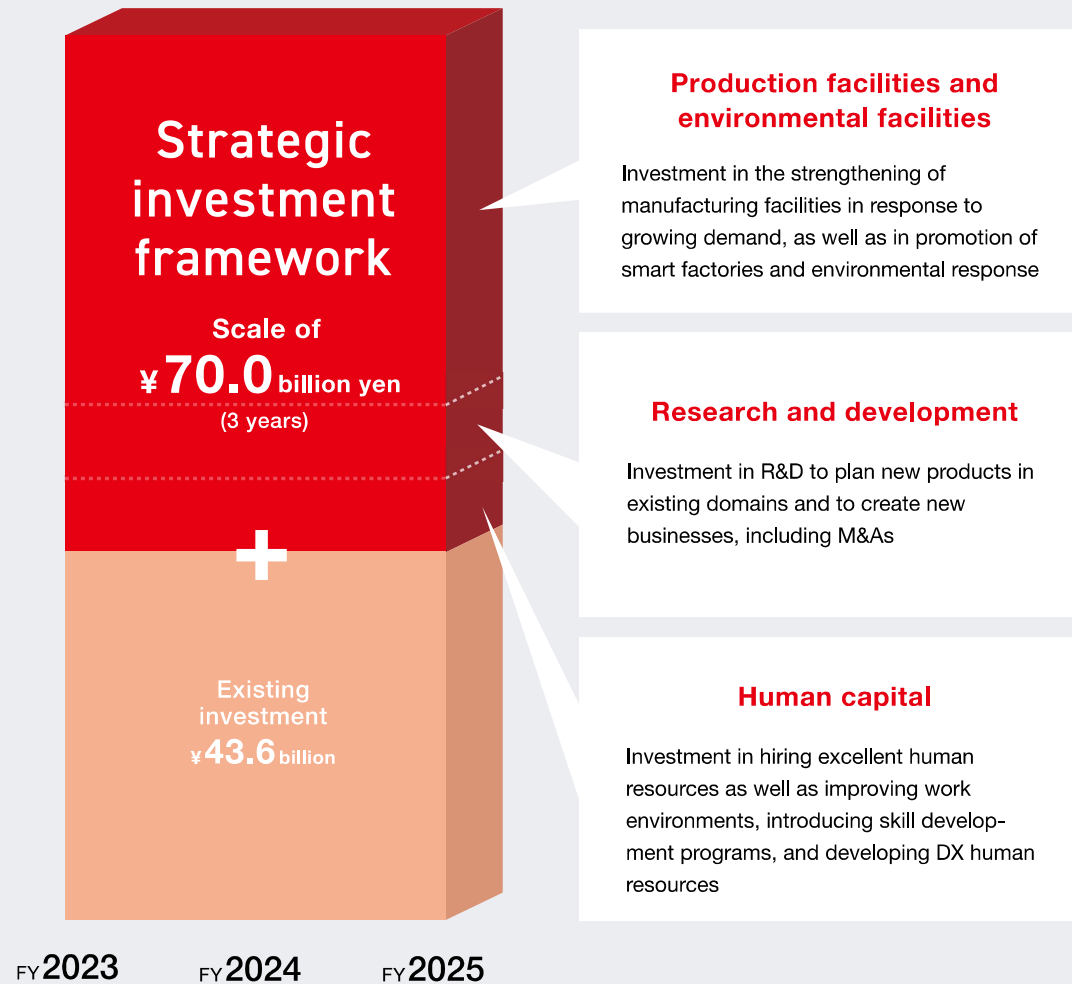 Strategic
investment
framework
Scale of
¥70.0 billion yen
(3 years)
+
Existing
investment
¥43.6 billion
FY2023 FY2024 FY2025
Production facilities and
environmental facilities
Investment in the strengthening of
manufacturing facilities in response to
growing demand, as well as in promotion of
smart factories and environmental response
Research and development
Investment in R&D to plan new products in
existing domains and to create new
businesses, including M&As
Human capital
Investment in hiring excellent human
resources as well as improving work
environments, introducing skill develop-
ment programs, and developing DX human
resources